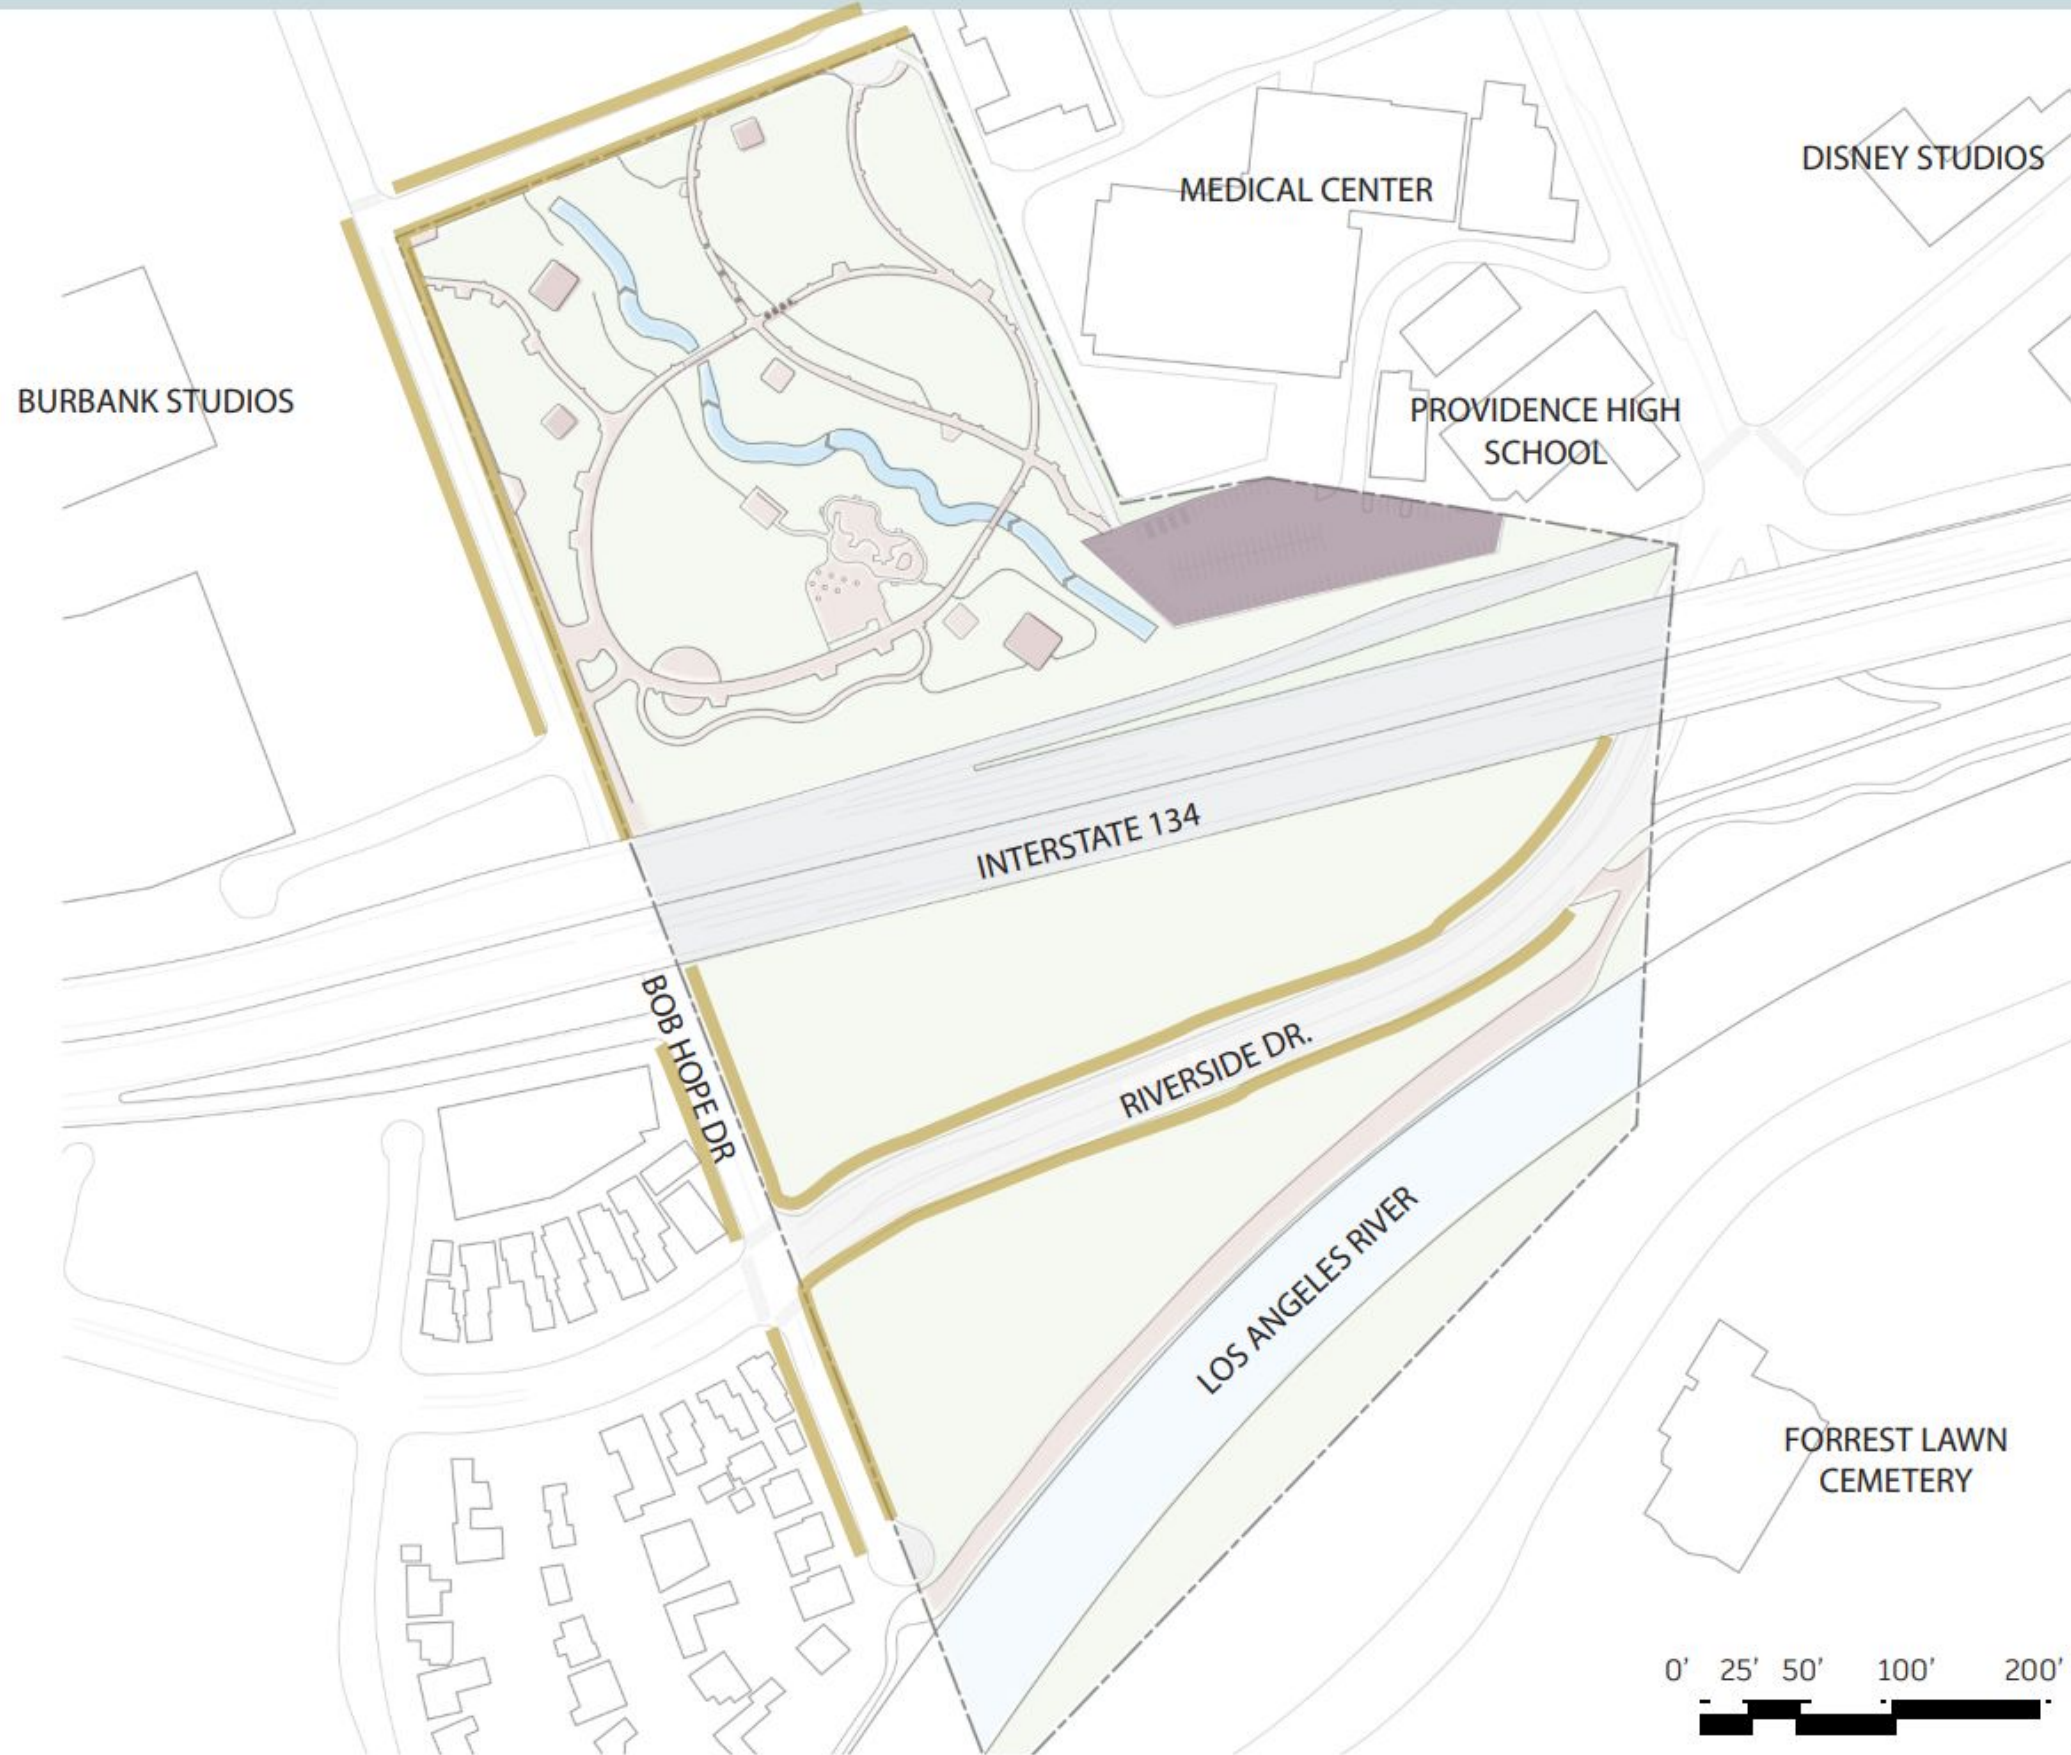 DISNEY STUDIOS
MEDICAL CENTER
BURBANK STUDIOS
PROVIDENCE HIGH
SCHOOL
INTERSTATE 134
BOB HOPE DR
RIVERSIDE DR.
LOS ANGELES RIVER
FORREST LAWN
CEMETERY
0' 25' 50' 100' 200'